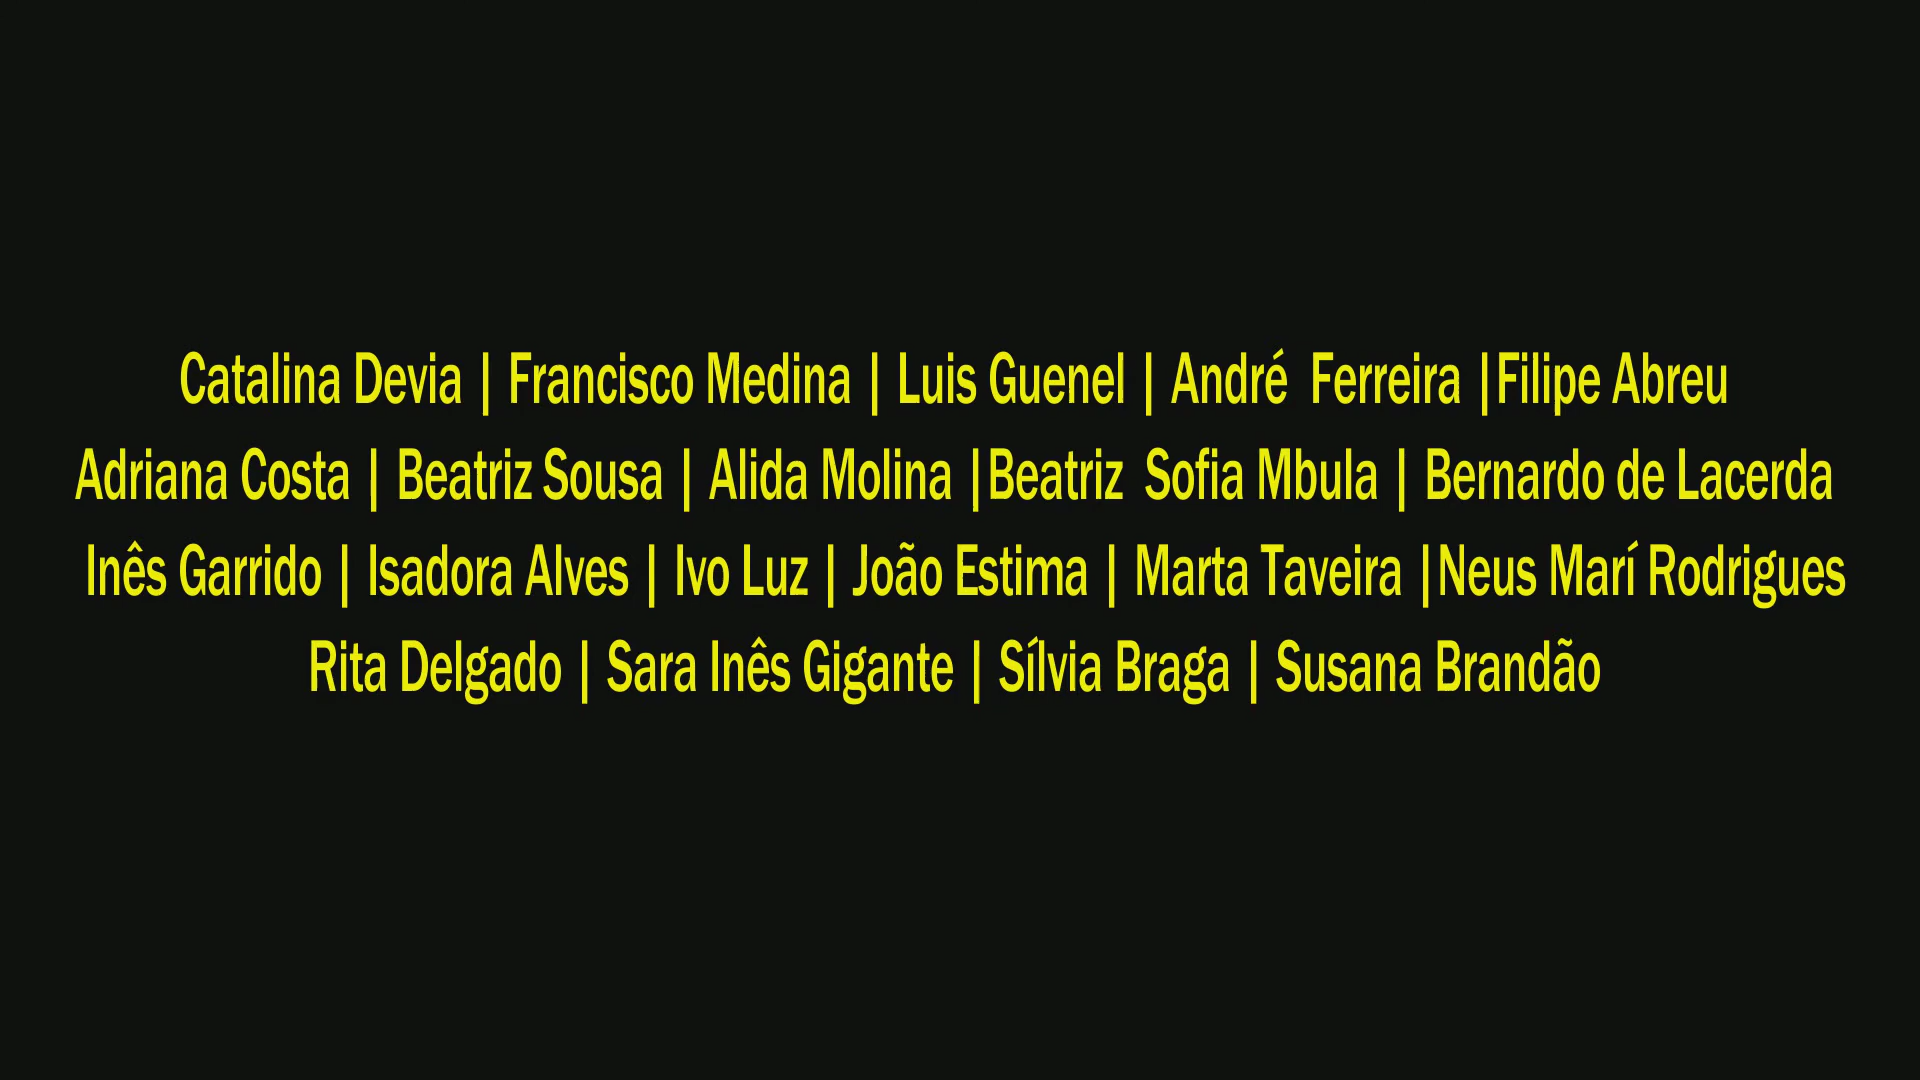 Catalina Devia | Francisco Medina | Luis Guenel | André  Ferreira |Filipe Abreu
Adriana Costa | Beatriz Sousa | Alida Molina |Beatriz  Sofia Mbula | Bernardo de Lacerda
Inês Garrido | Isadora Alves | Ivo Luz | João Estima | Marta Taveira |Neus Marí Rodrigues
Rita Delgado | Sara Inês Gigante | Sílvia Braga | Susana Brandão